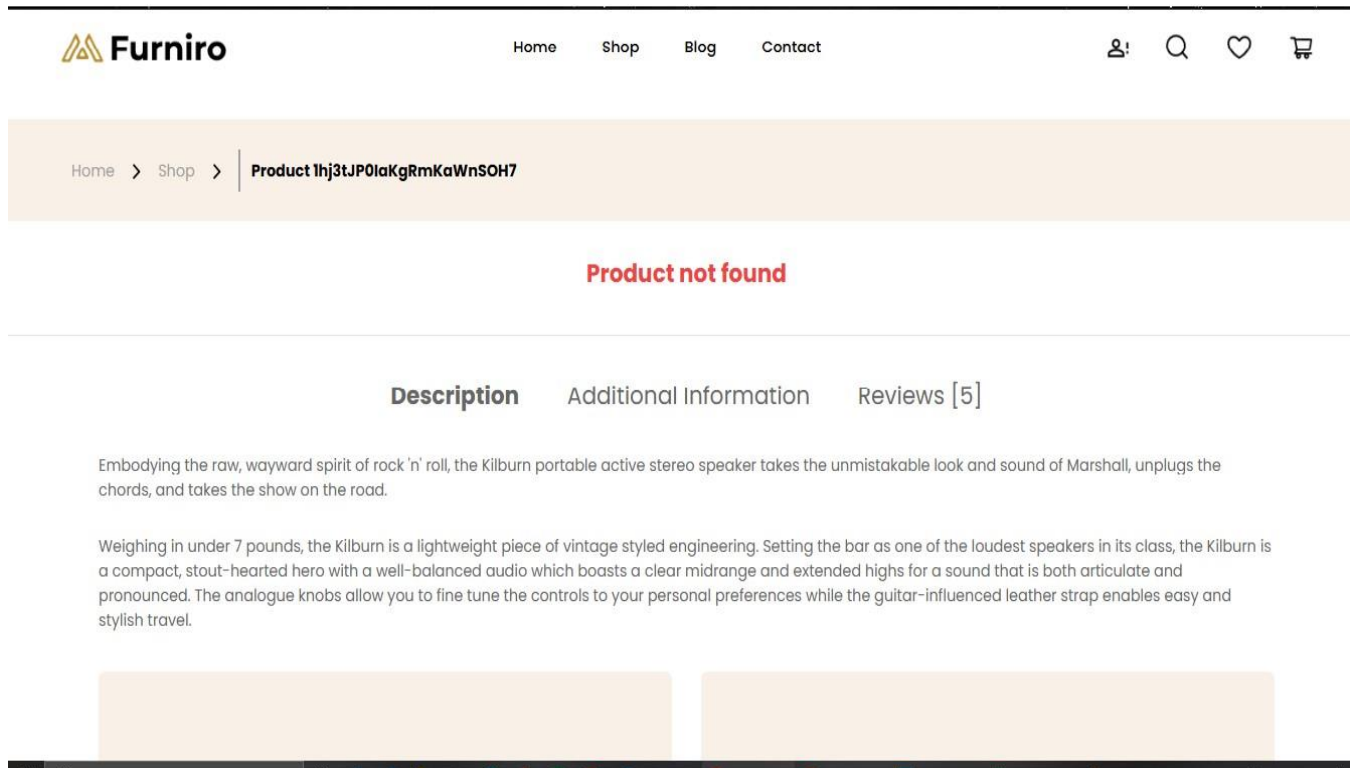 Furniro
Home Shop Blog Contact
Home > Shop > Product 1hj3tJP0IaKgRmKaWnSOH7
Product not found
Description Additional Information Reviews [5]
Embodying the raw, wayward spirit of rock 'n' roll, the Kilburn portable active stereo speaker takes the unmistakable look and sound of Marshall, unplugs the
chords, and takes the show on the road.
Weighing in under 7 pounds, the Kilburn is a lightweight piece of vintage styled engineering. Setting the bar as one of the loudest speakers in its class, the Kilburn is
a compact, stout-hearted hero with a well-balanced audio which boasts a clear midrange and extended highs for a sound that is both articulate and
pronounced. The analogue knobs allow you to fine tune the controls to your personal preferences while the guitar-influenced leather strap enables easy and
stylish travel.